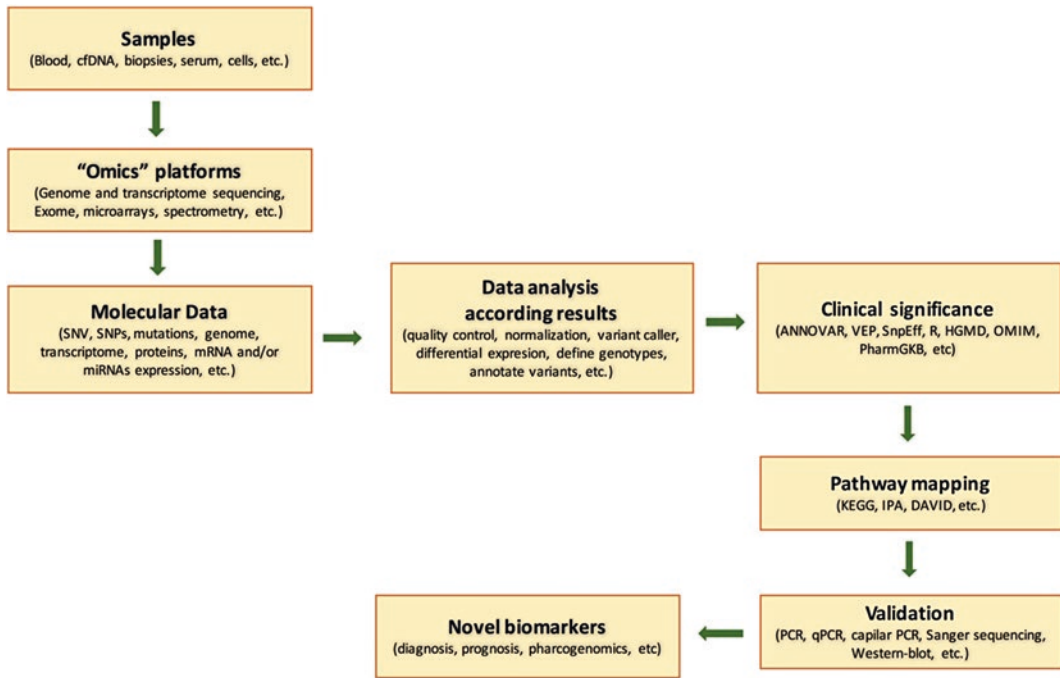 Samples
(Blood, cfDNA, biopsies, serum, cells, etc.)
“Omics” platforms
(Genome and transcriptome sequencing,
Exome, microarrays, spectrometry, etc.)
Molecular Data
(SNV, SNPs, mutations, genome,
transcriptome, proteins, mRNA and/or
miRNAs expression, etc.)
Data analysis
according results
(quality control, normalization, variant caller,
differential expresion, define genotypes,
annotate variants, etc.)
Clinical significance
(ANNOVAR, VEP, SnpEff, R, HGMD, OMIM,
PharmGKB, etc)
Pathway mapping
(KEGG, IPA, DAVID, etc.)
Validation
(PCR, qPCR, capilar PCR, Sanger sequencing,
Western-blot, etc.)
Novel biomarkers
(diagnosis, prognosis, pharcogenomics, etc)